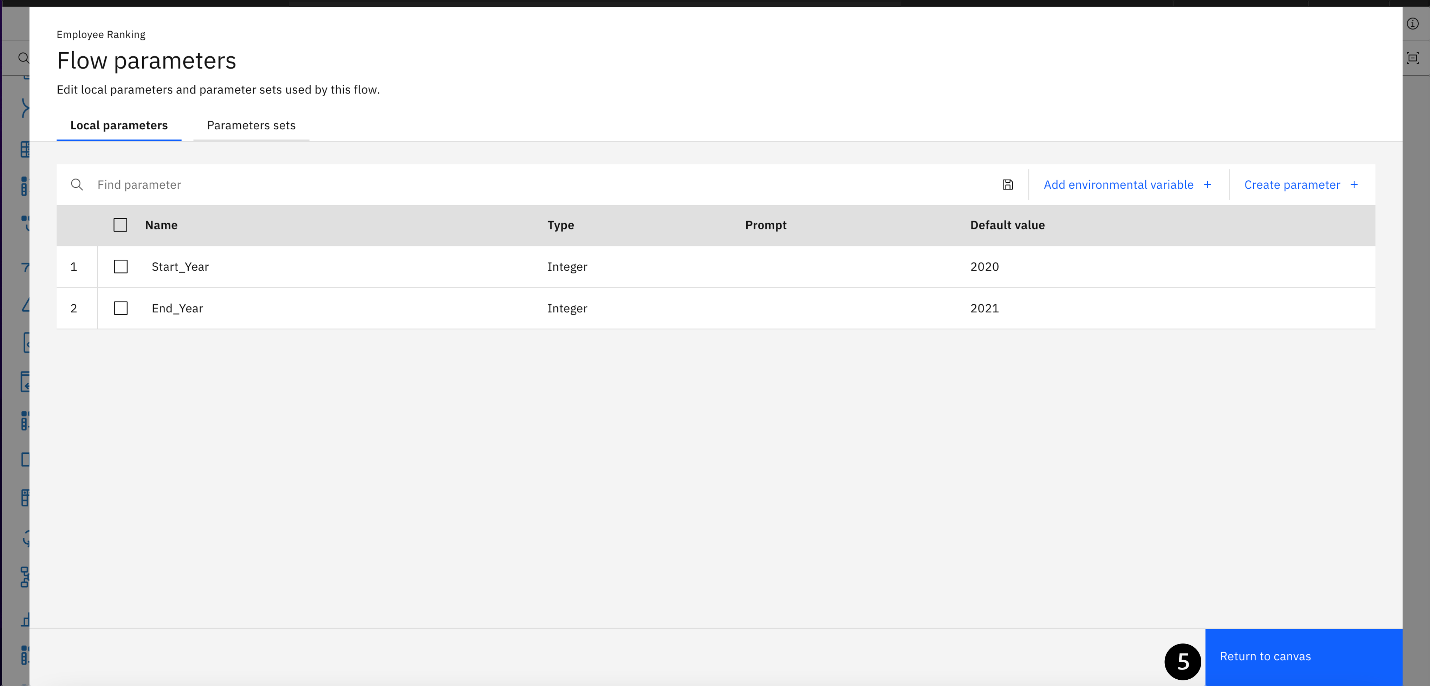 Employee Ranking
Flow parameters
Edit local parameters and parameter sets used by this flow.
Local parameters Parameters sets
Find parameter Add environmental variable + Create parameter +
Name Type Prompt Default value
1 Start_Year Integer 2020
2 End_Year Integer 2021
5 Return to canvas